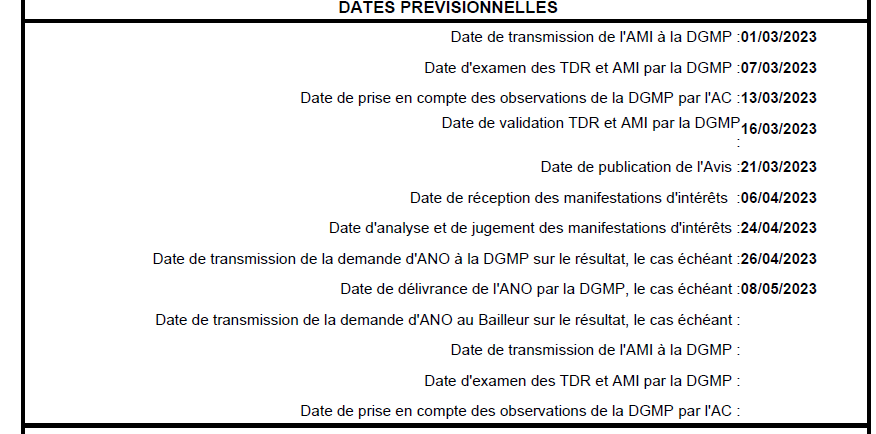 DATES PREVISIONNELLES
Date de transmission de l'AMI à la DGMP :01/03/2023
Date d'examen des TDR et AMI par la DGMP :07/03/2023
Date de prise en compte des observations de la DGMP par l'AC :13/03/2023
Date de validation TDR et AMI par la DGMP 16/03/2023
:
Date de publication de l'Avis :21/03/2023
Date de réception des manifestations d'intérêts :06/04/2023
Date d'analyse et de jugement des manifestations d'intérêts :24/04/2023
Date de transmission de la demande d'ANO à la DGMP sur le résultat, le cas échéant :26/04/2023
Date de délivrance de l'ANO par la DGMP, le cas échéant :08/05/2023
Date de transmission de la demande d'ANO au Bailleur sur le résultat, le cas échéant :
Date de transmission de l'AMI à la DGMP :
Date d'examen des TDR et AMI par la DGMP :
Date de prise en compte des observations de la DGMP par l'AC :